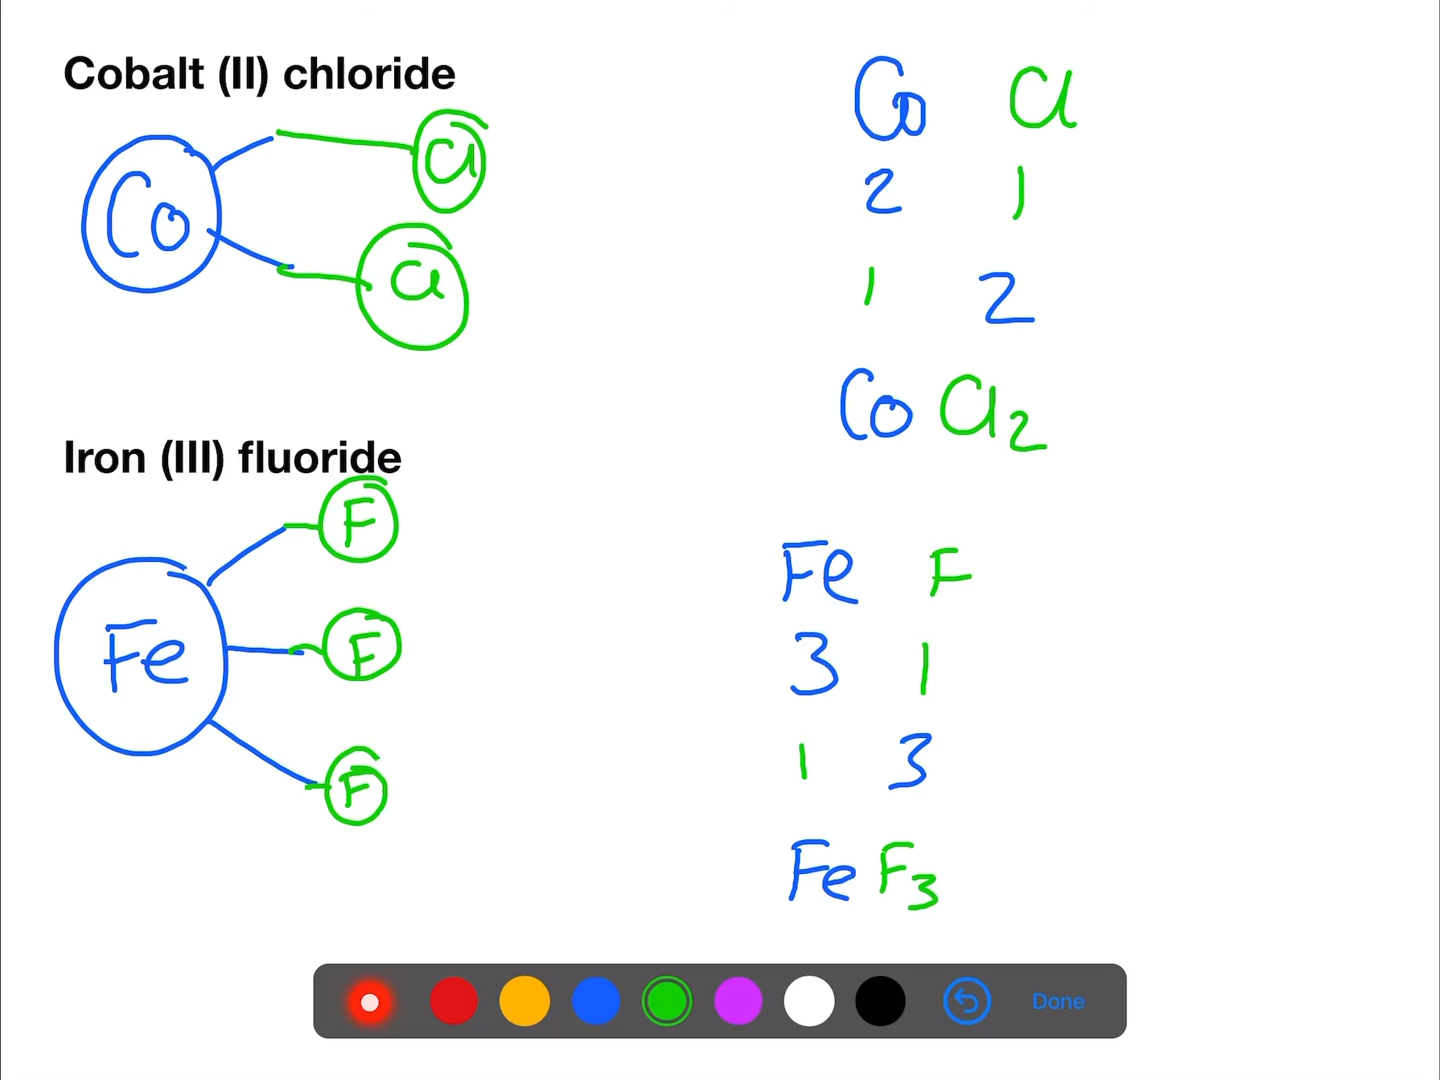 Cobalt (II) chloride
Co
Cl
Cl
Co Cl
2 1
1 2
CoCl2
Iron (III) fluoride
Fe
F
F
F
Fe F
3 1
1 3
FeF3
Done